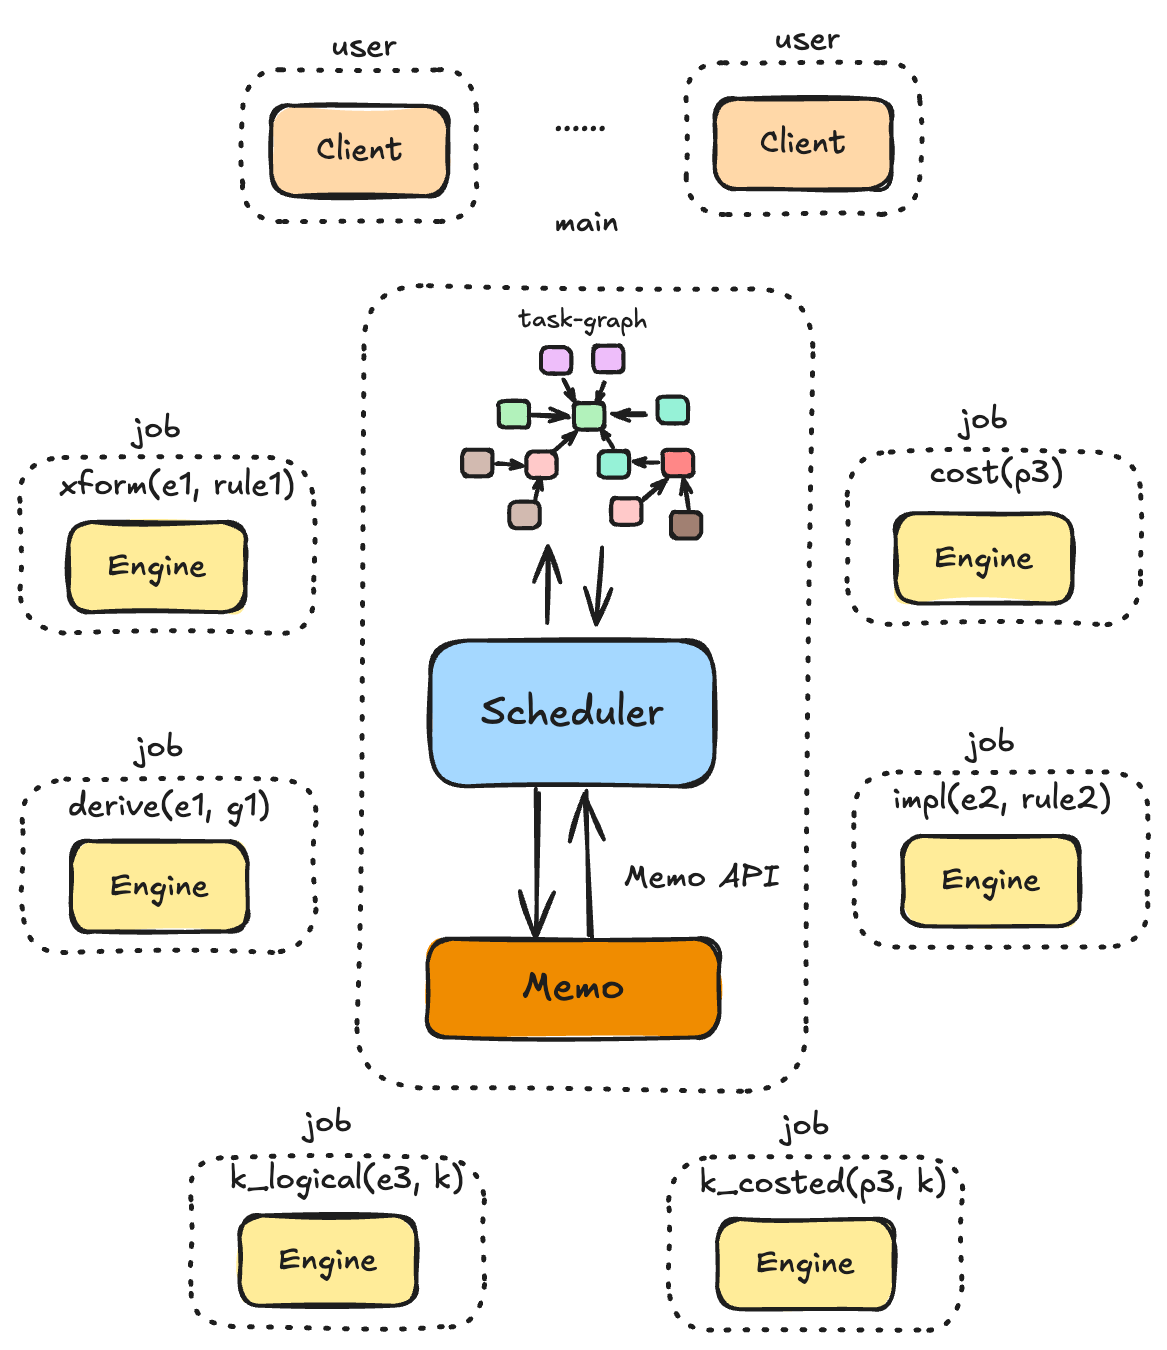 user
user
Client
......
Client
main
task-graph
job
xform(e1, rule1)
Engine
job
cost(p3)
Engine
Scheduler
job
derive(e1, g1)
Engine
job
impl(e2, rule2)
Engine
Memo API
Memo
job
k_logical(e3, k)
Engine
job
k_costed(p3, k)
Engine